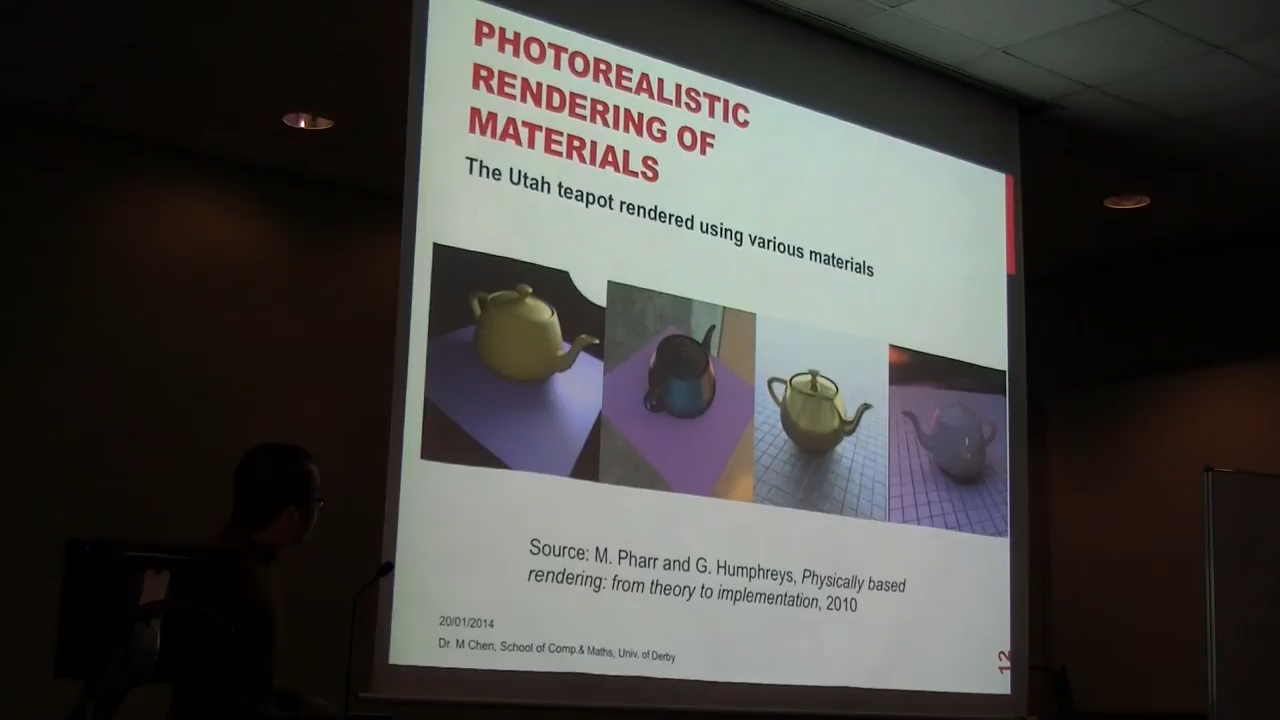 PHOTOREALISTIC
RENDERING OF
MATERIALS
The Utah teapot rendered using various materials
Source: M. Pharr and G. Humphreys, Physically based
rendering: from theory to implementation, 2010
20/01/2014
Dr. M Chen, School of Comp.& Maths, Univ. of Derby
12